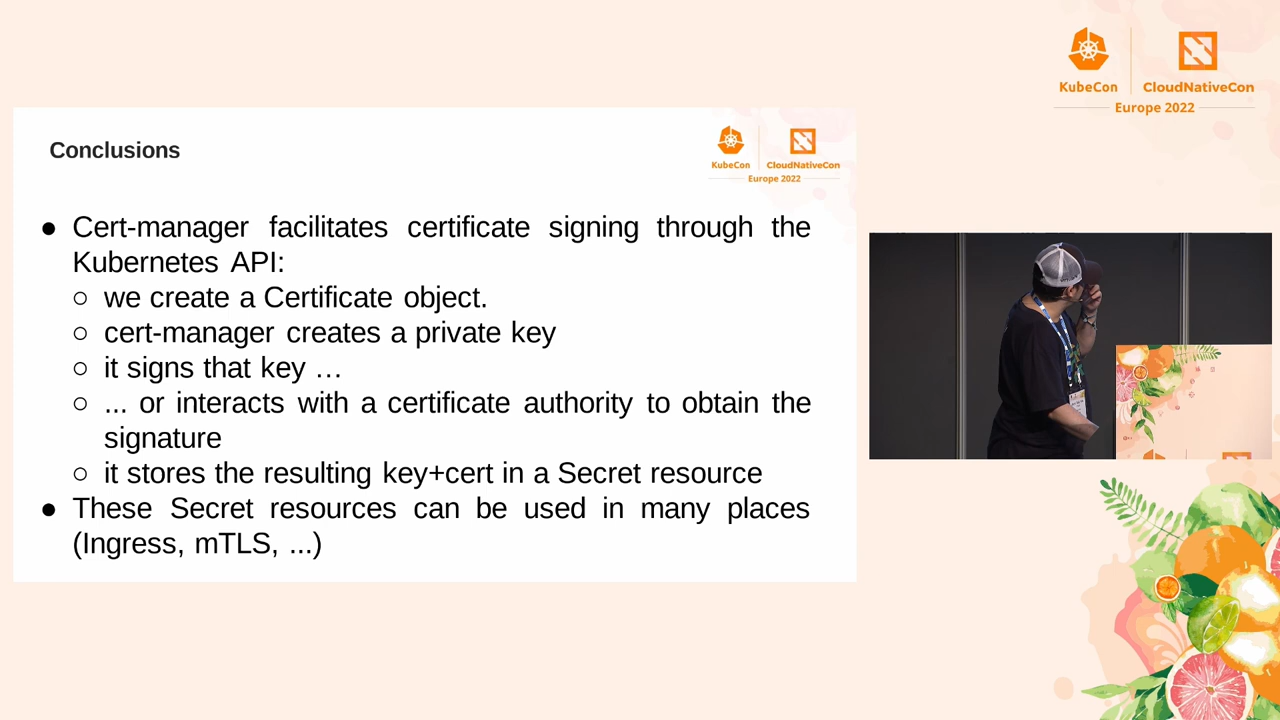 KubeCon
CloudNativeCon
Europe 2022
Conclusions
KubeCon
CloudNativeCon
Europe 2022
● Cert-manager facilitates certificate signing through the
Kubernetes API:
○ we create a Certificate object.
○ cert-manager creates a private key
○ it signs that key …
○ ... or interacts with a certificate authority to obtain the
signature
○ it stores the resulting key+cert in a Secret resource
● These Secret resources can be used in many places
(Ingress, mTLS, ...)